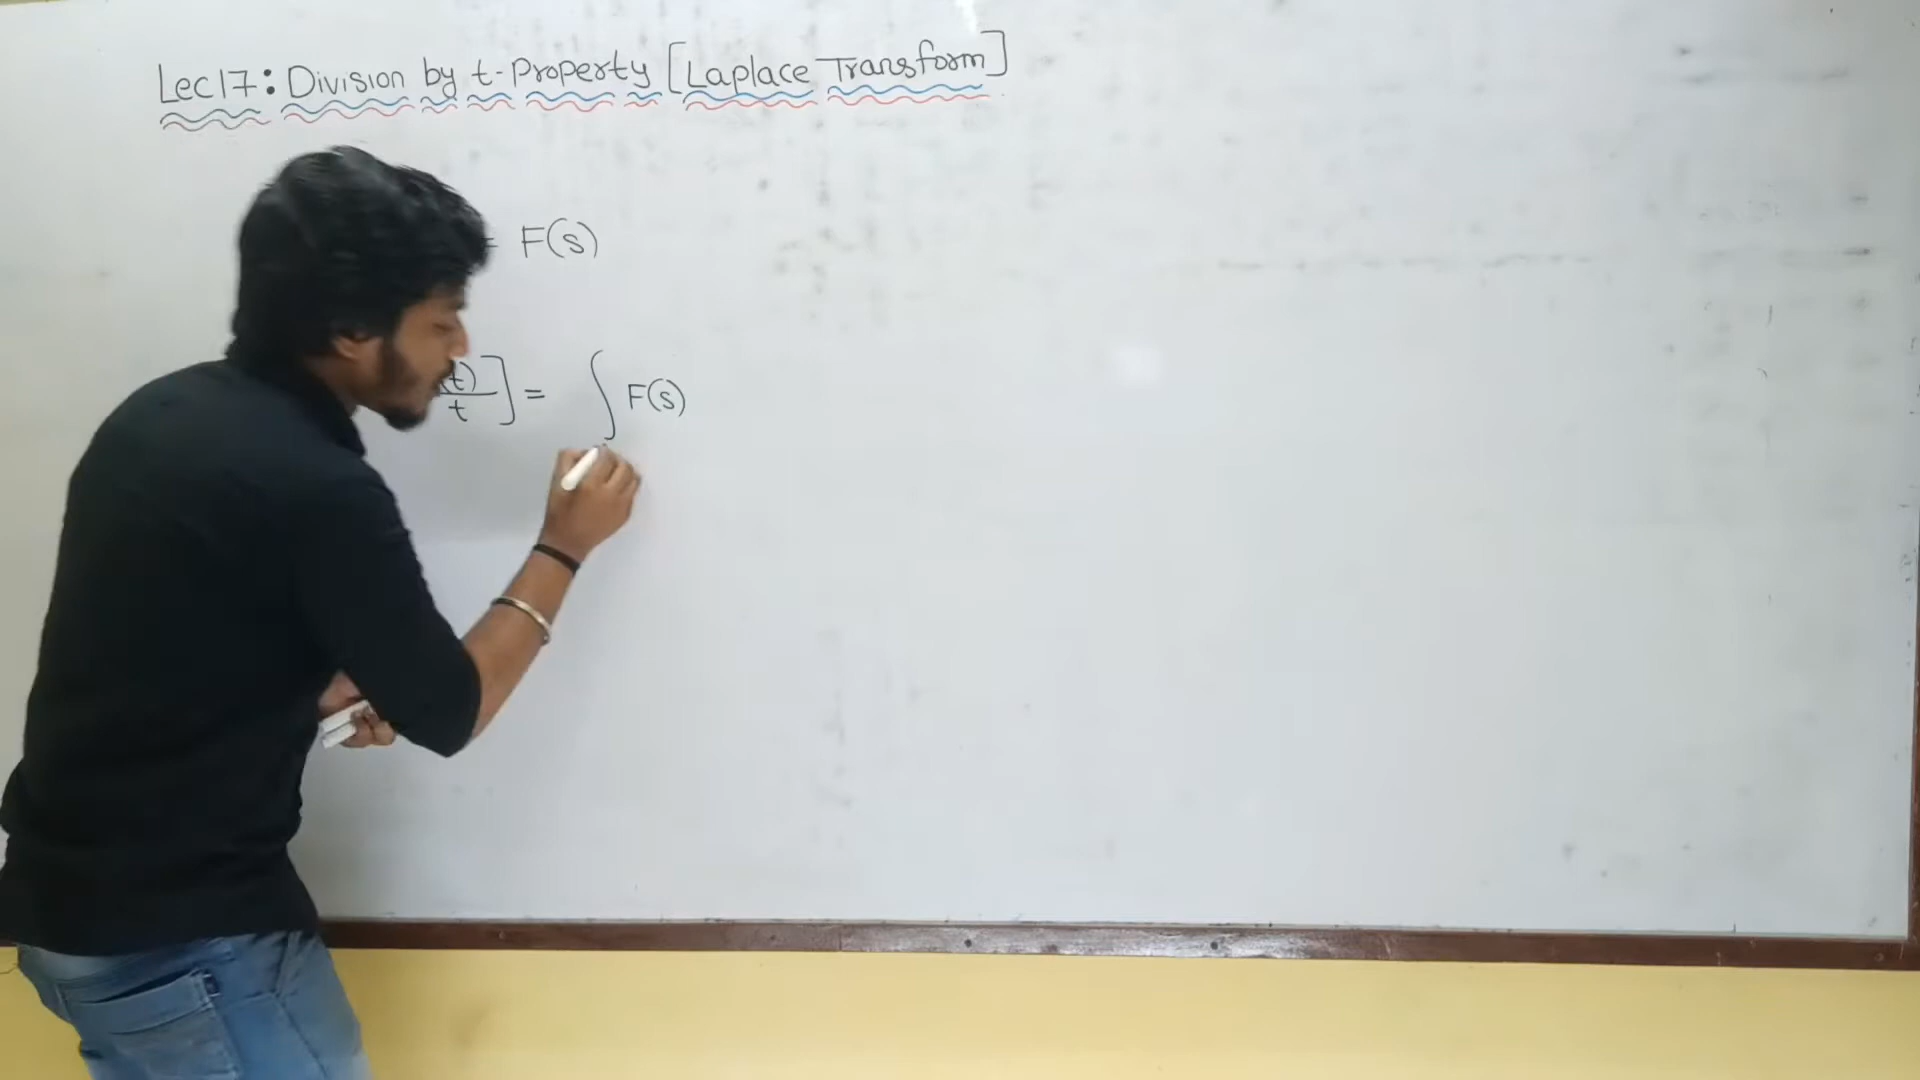 Lec17: Division by t-Property [Laplace Transform]
= F(s)
(t)/t ] = ∫ F(s)